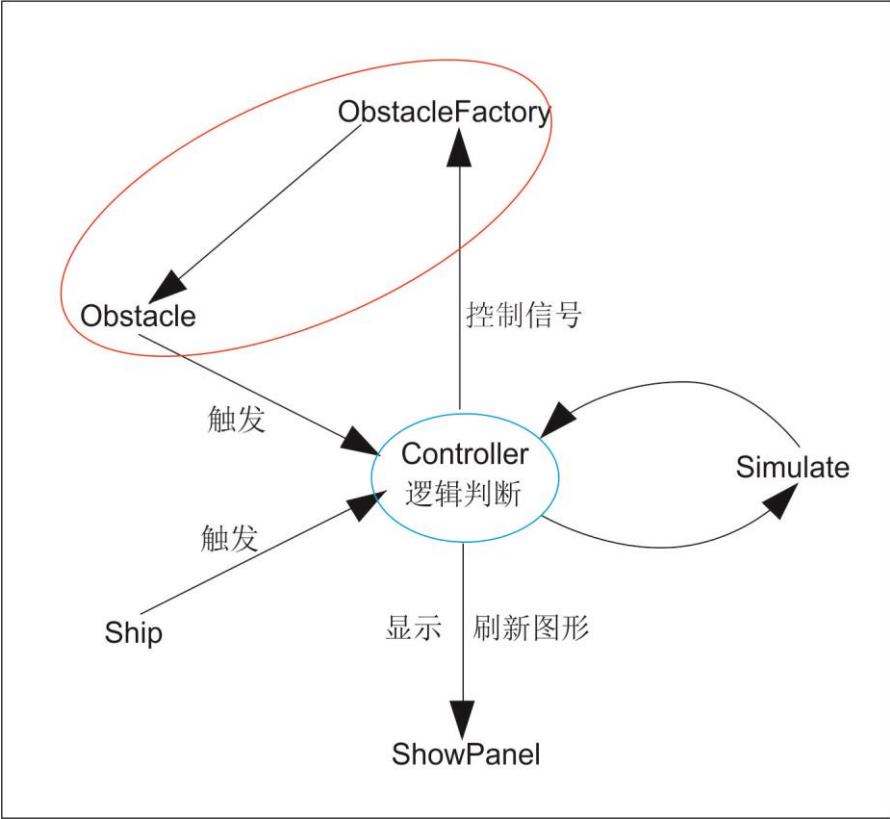 ObstacleFactory
Obstacle
控制信号
触发
Controller
逻辑判断
Simulate
触发
Ship
显示 刷新图形
ShowPanel